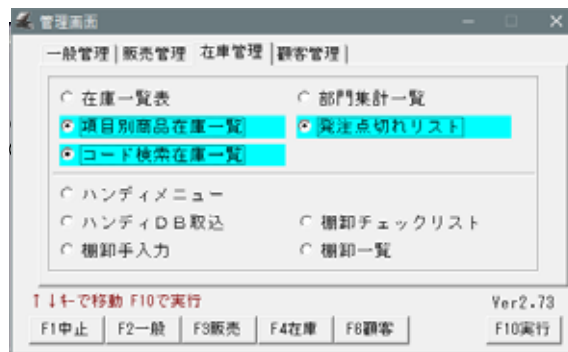 管理画面
一般管理 販売管理 在庫管理 顧客管理
在庫一覧表 部門集計一覧
項目別商品在庫一覧 発注点切れリスト
コード検索在庫一覧
ハンディメニュー
ハンディDB取込 棚卸チェックリスト
棚卸手入力 棚卸一覧
↑↓キーで移動 F10で実行 Ver2.73
F1中止 F2一般 F3販売 F4在庫 F6顧客 F10実行